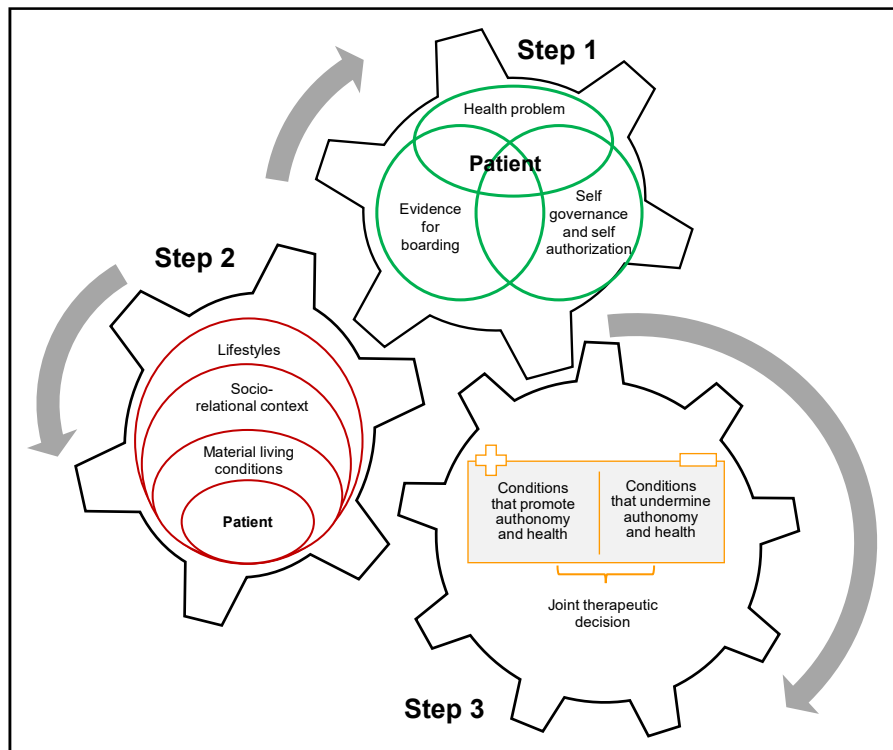 Step 1
Health problem
Patient
Evidence
for
boarding
Self
governance
and self
authorization
Step 2
Lifestyles
Socio-
relational context
Material living
conditions
Patient
Conditions
that promote
authonomy
and health
Conditions
that undermine
authonomy
and health
Joint therapeutic
decision
Step 3